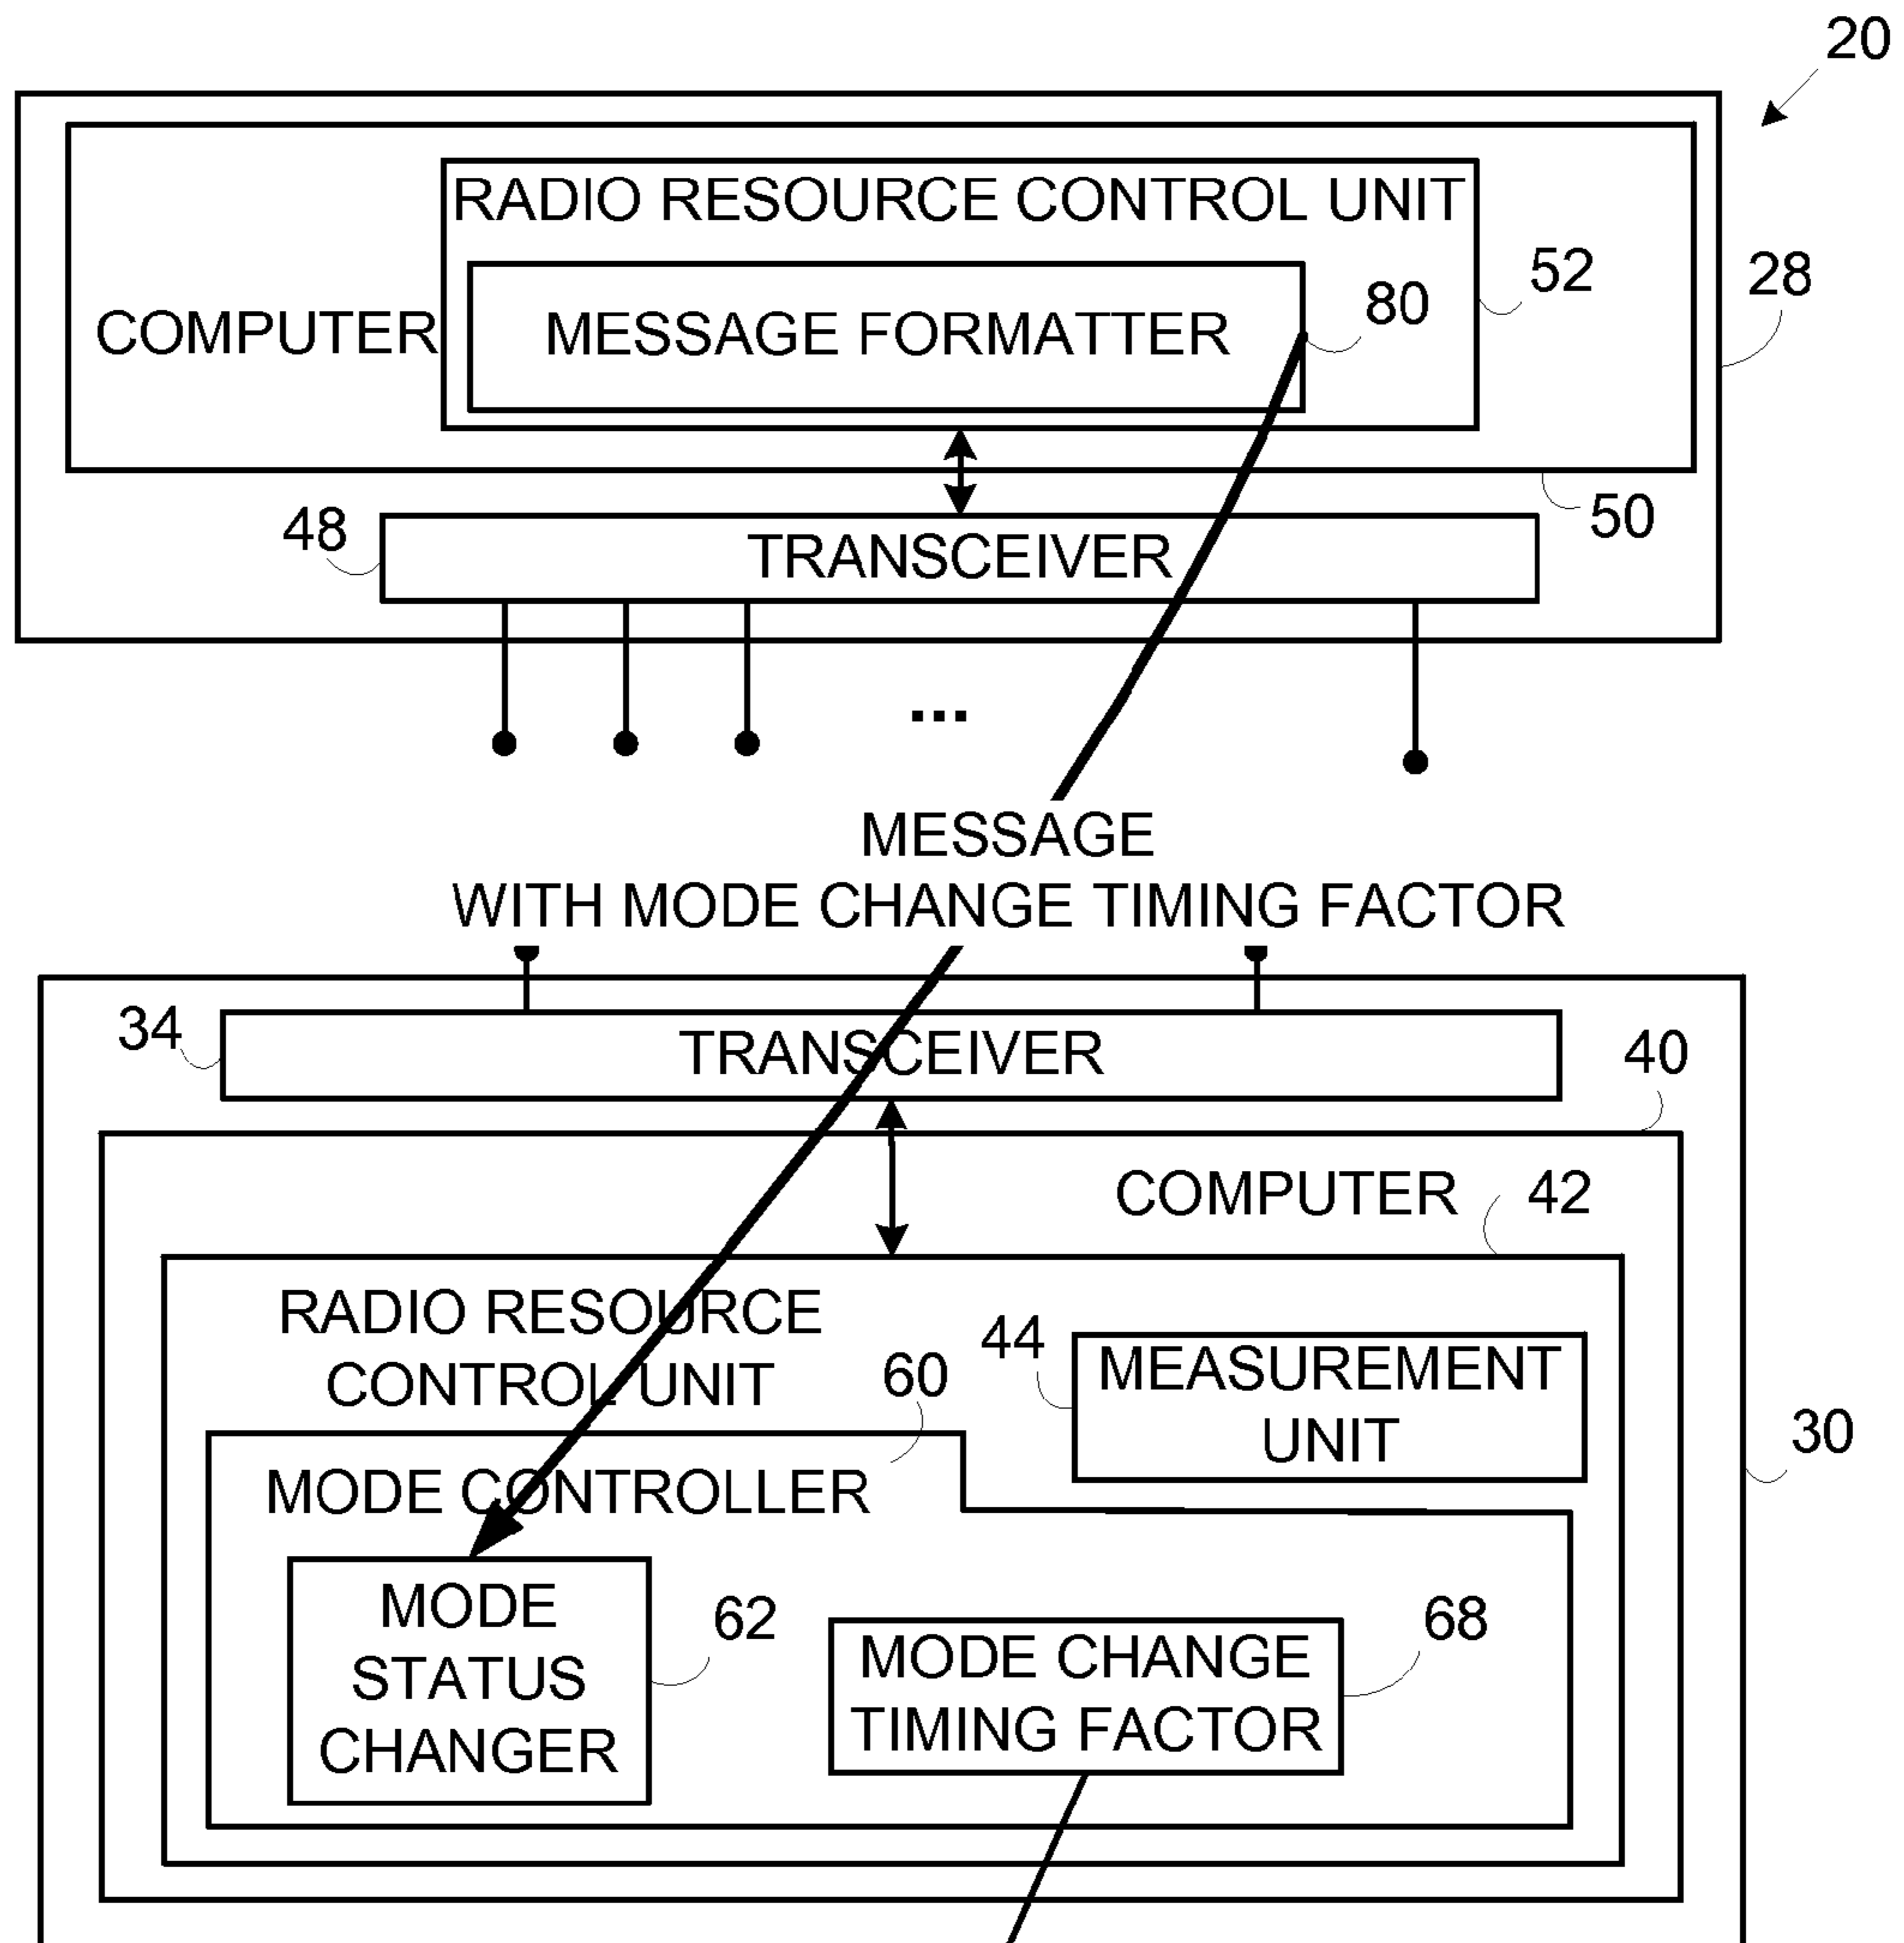 20
RADIO RESOURCE CONTROL UNIT
52
28
80
COMPUTER
MESSAGE FORMATTER
50
48
TRANSCEIVER
...
MESSAGE
WITH MODE CHANGE TIMING FACTOR
34
TRANSCEIVER
40
COMPUTER
42
RADIO RESOURCE
CONTROL UNIT
44
MEASUREMENT
UNIT
60
30
MODE CONTROLLER
MODE
STATUS
CHANGER
62
MODE CHANGE
TIMING FACTOR
68